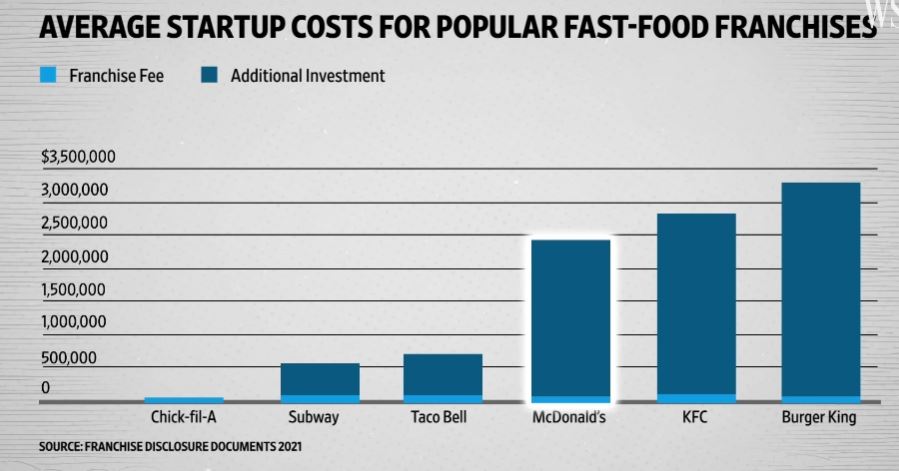 AVERAGE STARTUP COSTS FOR POPULAR FAST-FOOD FRANCHISES
WS
Franchise Fee Additional Investment
$3,500,000
3,000,000
2,500,000
2,000,000
1,500,000
1,000,000
500,000
0
Chick-fil-A Subway Taco Bell McDonald's KFC Burger King
SOURCE: FRANCHISE DISCLOSURE DOCUMENTS 2021